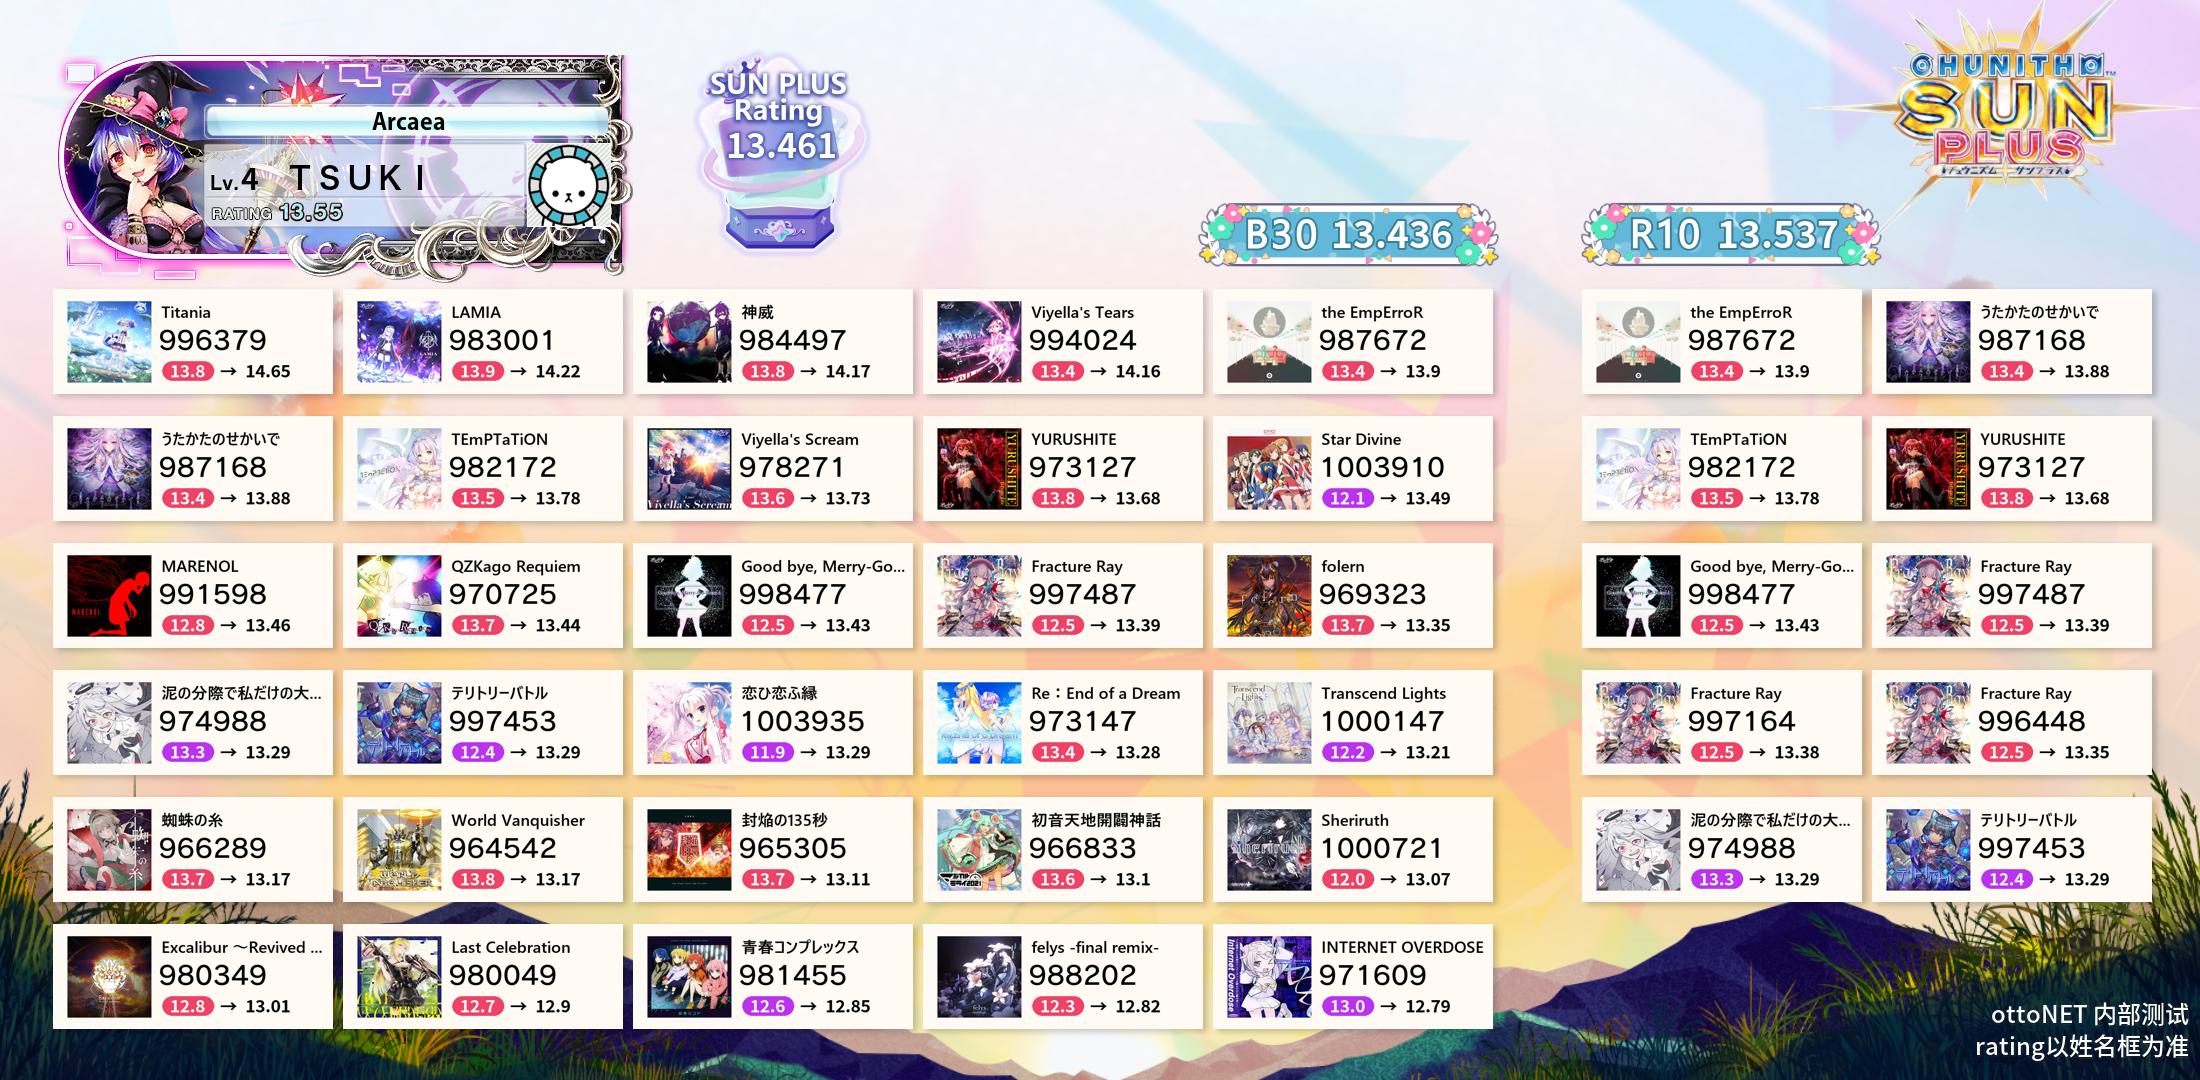 Arcaea
Lv.4 TSUKI
RATING 13.55
SUN PLUS
Rating
13.461
CHUNITHM
SUN
PLUS
チュウニズム サンプラス
B30 13.436
R10 13.537
Titania
996379
13.8 → 14.65
LAMIA
983001
13.9 → 14.22
神威
984497
13.8 → 14.17
Viyella's Tears
994024
13.4 → 14.16
the EmpErroR
987672
13.4 → 13.9
うたかたのせかいで
987168
13.4 → 13.88
TEmPTaTiON
982172
13.5 → 13.78
Viyella's Scream
978271
13.6 → 13.73
YURUSHITE
973127
13.8 → 13.68
Star Divine
1003910
12.1 → 13.49
MARENOL
991598
12.8 → 13.46
QZKago Requiem
970725
13.7 → 13.44
Good bye, Merry-Go...
998477
12.5 → 13.43
Fracture Ray
997487
12.5 → 13.39
folern
969323
13.7 → 13.35
泥の分際で私だけの大...
974988
13.3 → 13.29
テリトリーバトル
997453
12.4 → 13.29
恋ひ恋ふ縁
1003935
11.9 → 13.29
Re：End of a Dream
973147
13.4 → 13.28
Transcend Lights
1000147
12.2 → 13.21
蜘蛛の糸
966289
13.7 → 13.17
World Vanquisher
964542
13.8 → 13.17
封焔の135秒
965305
13.7 → 13.11
初音天地開闢神話
966833
13.6 → 13.1
Sheriruth
1000721
12.0 → 13.07
Excalibur ～Revived ...
980349
12.8 → 13.01
Last Celebration
980049
12.7 → 12.9
青春コンプレックス
981455
12.6 → 12.85
felys -final remix-
988202
12.3 → 12.82
INTERNET OVERDOSE
971609
13.0 → 12.79
the EmpErroR
987672
13.4 → 13.9
うたかたのせかいで
987168
13.4 → 13.88
TEmPTaTiON
982172
13.5 → 13.78
YURUSHITE
973127
13.8 → 13.68
Good bye, Merry-Go...
998477
12.5 → 13.43
Fracture Ray
997487
12.5 → 13.39
Fracture Ray
997164
12.5 → 13.38
Fracture Ray
996448
12.5 → 13.35
泥の分際で私だけの大...
974988
13.3 → 13.29
テリトリーバトル
997453
12.4 → 13.29
ottoNET 内部测试
rating以姓名框为准